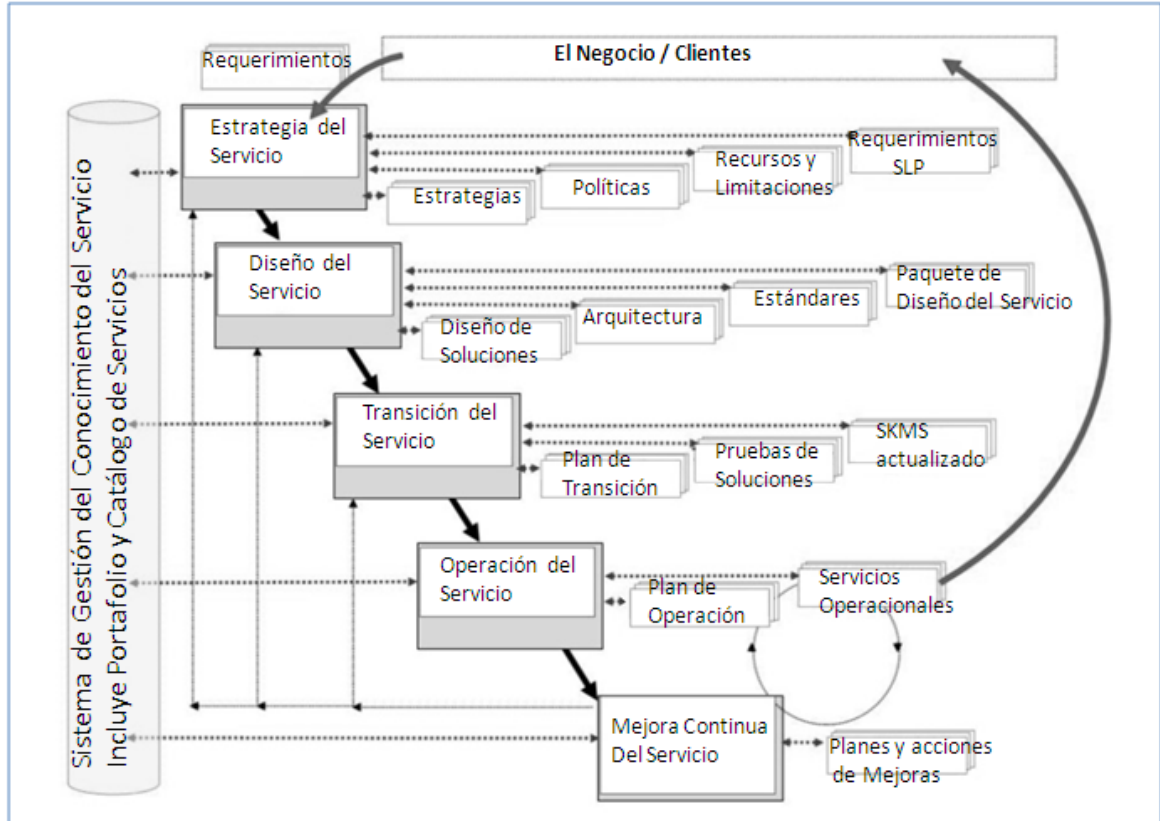 El Negocio / Clientes
Requerimientos
Estrategia del
Servicio
Requerimientos
SLP
Recursos y
Limitaciones
Políticas
Estrategias
Diseño del
Servicio
Paquete de
Diseño del Servicio
Estándares
Arquitectura
Diseño de
Soluciones
Transición del
Servicio
SKMS
actualizado
Pruebas de
Soluciones
Plan de
Transición
Operación del
Servicio
Servicios
Operacionales
Plan de
Operación
Mejora Continua
Del Servicio
Planes y acciones
de Mejoras
Sistema de Gestión del Conocimiento del Servicio
Incluye Portafolio y Catálogo de Servicios